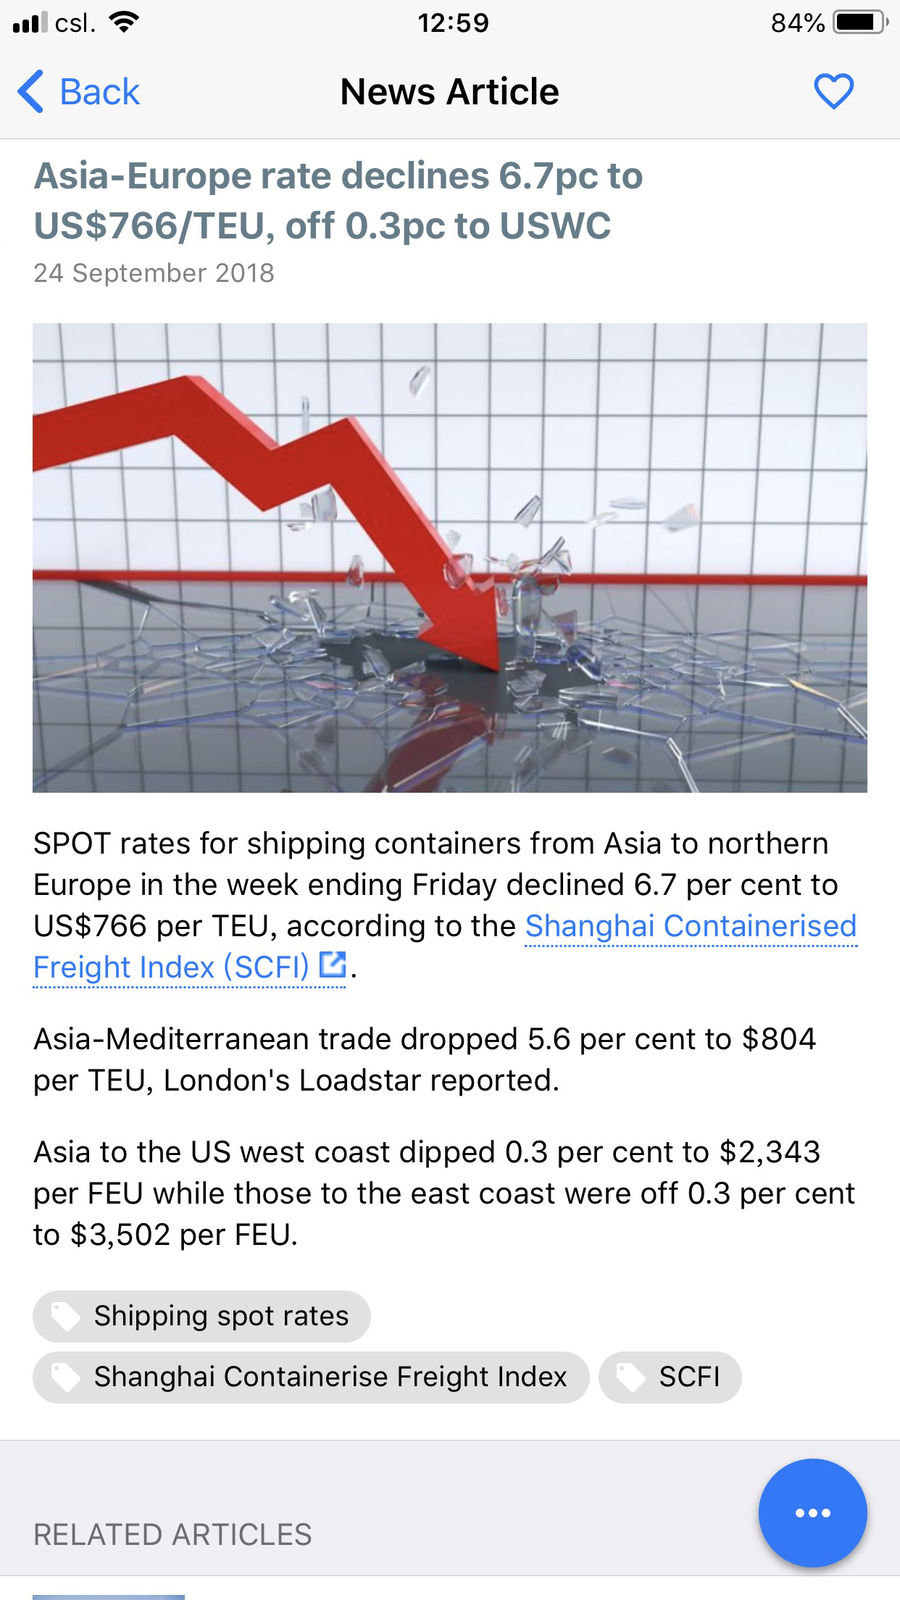 csl. 12:59 84%
Back News Article
Asia-Europe rate declines 6.7pc to
US$766/TEU, off 0.3pc to USWC
24 September 2018
SPOT rates for shipping containers from Asia to northern
Europe in the week ending Friday declined 6.7 per cent to
US$766 per TEU, according to the Shanghai Containerised
Freight Index (SCFI) .
Asia-Mediterranean trade dropped 5.6 per cent to $804
per TEU, London's Loadstar reported.
Asia to the US west coast dipped 0.3 per cent to $2,343
per FEU while those to the east coast were off 0.3 per cent
to $3,502 per FEU.
Shipping spot rates
Shanghai Containerise Freight Index SCFI
RELATED ARTICLES